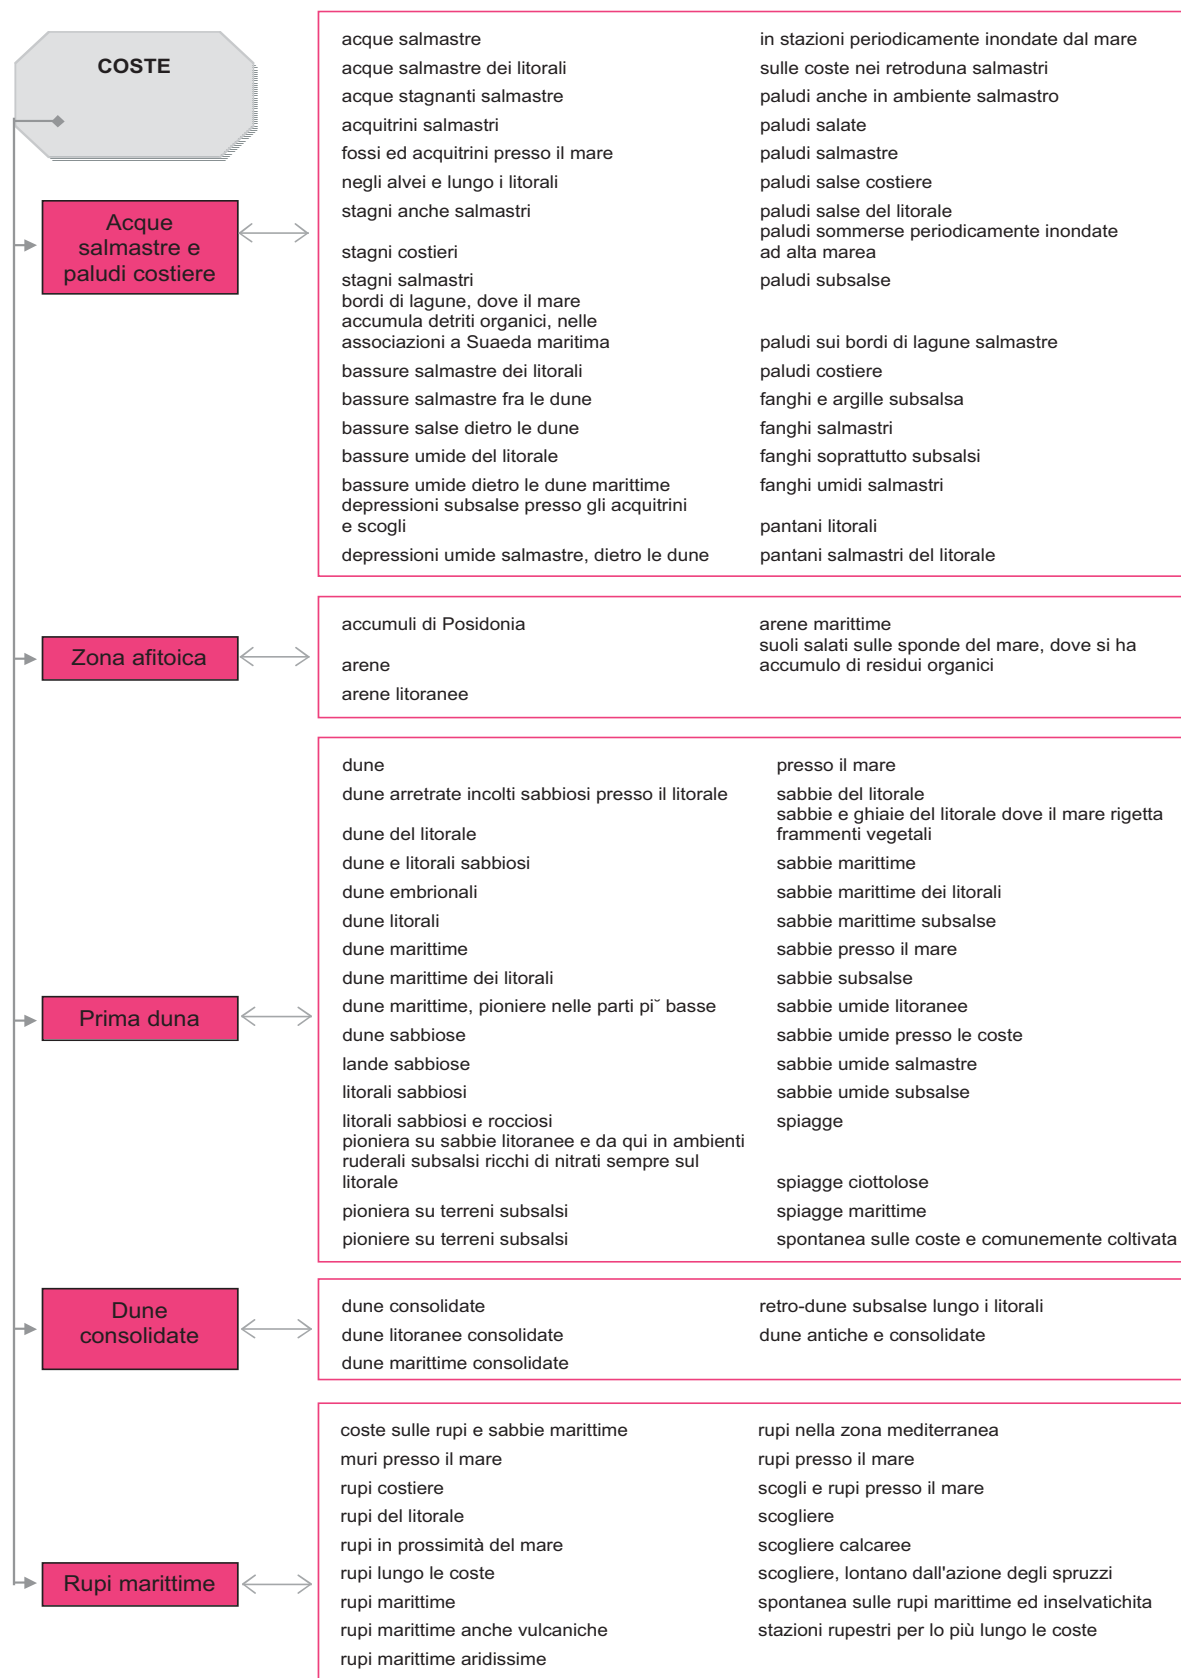 COSTE
acque salmastre
acque salmastre dei litorali
acque stagnanti salmastre
acquitrini salmastri
fossi ed acquitrini presso il mare
negli alvei e lungo i litorali
stagni anche salmastri
stagni costieri
stagni salmastri
bordi di lagune, dove il mare
accumula detriti organici, nelle
associazioni a Suaeda maritima
bassure salmastre dei litorali
bassure salmastre fra le dune
bassure salse dietro le dune
bassure umide del litorale
bassure umide dietro le dune marittime
depressioni subsalse presso gli acquitrini
e scogli
depressioni umide salmastre, dietro le dune
in stazioni periodicamente inondate dal mare
sulle coste nei retroduna salmastri
paludi anche in ambiente salmastro
paludi salate
paludi salmastre
paludi salse costiere
paludi salse del litorale
paludi sommerse periodicamente inondate
ad alta marea
paludi subsalse
paludi sui bordi di lagune salmastre
paludi costiere
fanghi e argille subsalsa
fanghi salmastri
fanghi soprattutto subsalsi
fanghi umidi salmastri
pantani litorali
pantani salmastri del litorale
Acque
salmastre e
paludi costiere
Zona afitoica
accumuli di Posidonia
arene
arene litoranee
arene marittime
suoli salati sulle sponde del mare, dove si ha
accumulo di residui organici
Prima duna
dune
dune arretrate incolti sabbiosi presso il litorale
dune del litorale
dune e litorali sabbiosi
dune embrionali
dune litorali
dune marittime
dune marittime dei litorali
dune marittime, pioniere nelle parti pi˘ basse
dune sabbiose
lande sabbiose
litorali sabbiosi
litorali sabbiosi e rocciosi
pioniera su sabbie litoranee e da qui in ambienti
ruderali subsalsi ricchi di nitrati sempre sul
litorale
pioniera su terreni subsalsi
pioniere su terreni subsalsi
presso il mare
sabbie del litorale
sabbie e ghiaie del litorale dove il mare rigetta
frammenti vegetali
sabbie marittime
sabbie marittime dei litorali
sabbie marittime subsalse
sabbie presso il mare
sabbie subsalse
sabbie umide litoranee
sabbie umide presso le coste
sabbie umide salmastre
sabbie umide subsalse
spiagge
spiagge ciottolose
spiagge marittime
spontanea sulle coste e comunemente coltivata
Dune
consolidate
dune consolidate
dune litoranee consolidate
dune marittime consolidate
retro-dune subsalse lungo i litorali
dune antiche e consolidate
Rupi marittime
coste sulle rupi e sabbie marittime
muri presso il mare
rupi costiere
rupi del litorale
rupi in prossimità del mare
rupi lungo le coste
rupi marittime
rupi marittime anche vulcaniche
rupi marittime aridissime
rupi nella zona mediterranea
rupi presso il mare
scogli e rupi presso il mare
scogliere
scogliere calcaree
scogliere, lontano dall'azione degli spruzzi
spontanea sulle rupi marittime ed inselvatichita
stazioni rupestri per lo più lungo le coste